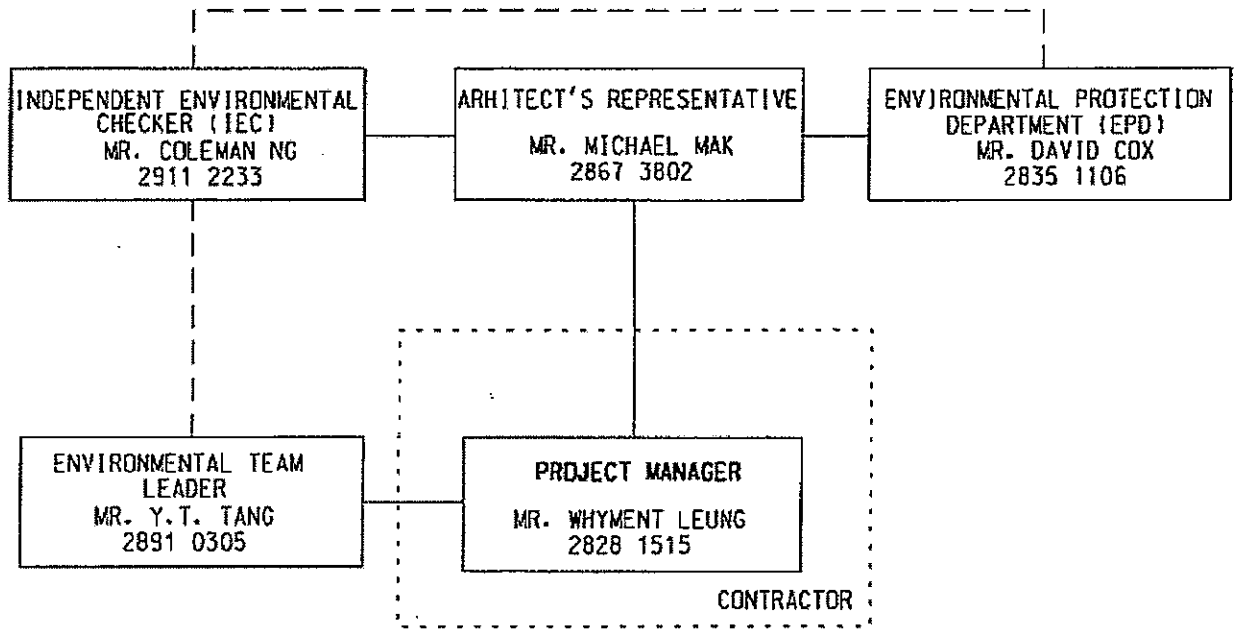 INDEPENDENT ENVIRONMENTAL
CHECKER (IEC)
MR. COLEMAN NG
2911 2233
ARHITECT'S REPRESENTATIVE
MR. MICHAEL MAK
2867 3802
ENVIRONMENTAL PROTECTION
DEPARTMENT (EPD)
MR. DAVID COX
2835 1106
ENVIRONMENTAL TEAM
LEADER
MR. Y.T. TANG
2891 0305
PROJECT MANAGER
MR. WHYMENT LEUNG
2828 1515
CONTRACTOR